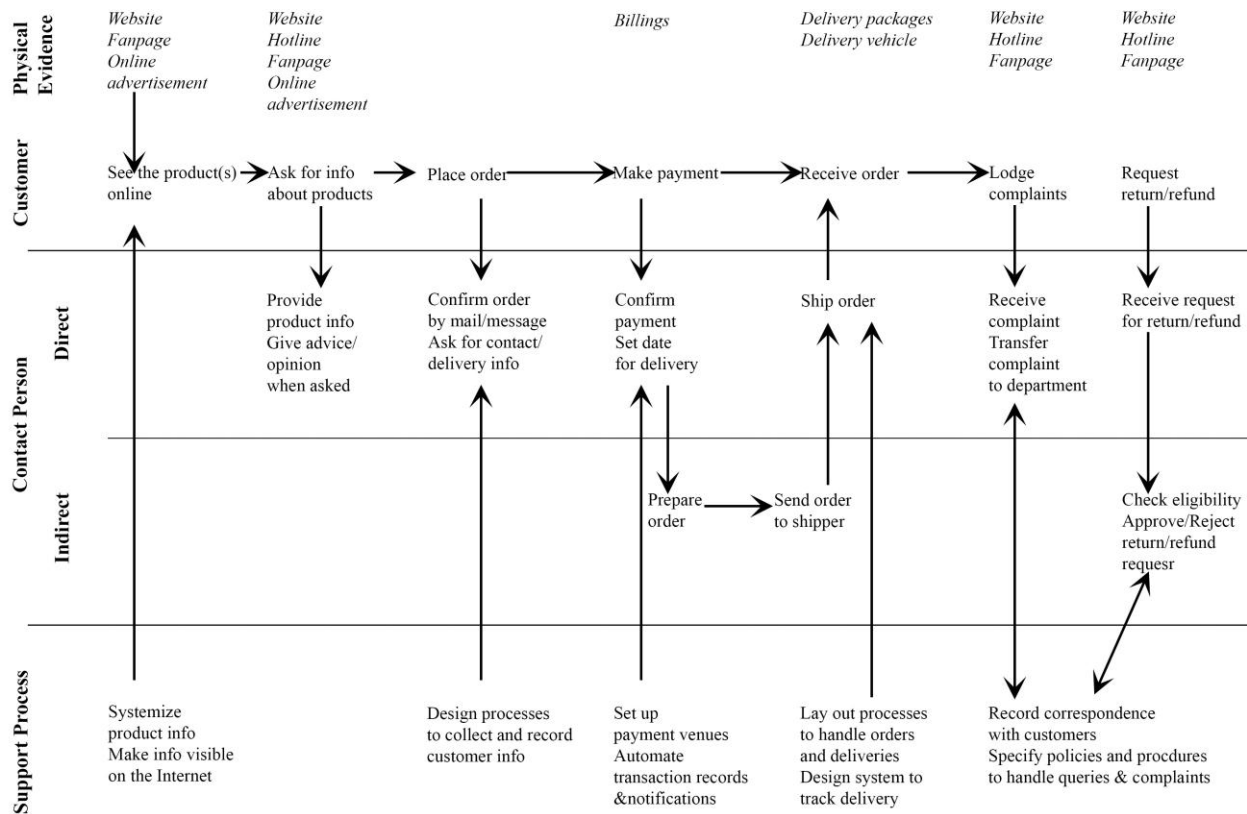 Physical
Evidence
Website
Fanpage
Online
advertisement
Website
Hotline
Fanpage
Online
advertisement
Billings
Delivery packages
Delivery vehicle
Website
Hotline
Fanpage
Website
Hotline
Fanpage
Customer
See the product(s)
online
Ask for info
about products
Place order
Make payment
Receive order
Lodge
complaints
Request
return/refund
Contact Person
Direct
Provide
product info
Give advice/
opinion
when asked
Confirm order
by mail/message
Ask for contact/
delivery info
Confirm
payment
Set date
for delivery
Ship order
Receive
complaint
Transfer
complaint
to department
Receive request
for return/refund
Indirect
Prepare
order
Send order
to shipper
Check eligibility
Approve/Reject
return/refund
requesr
Support Process
Systemize
product info
Make info visible
on the Internet
Design processes
to collect and record
customer info
Set up
payment venues
Automate
transaction records
&notifications
Lay out processes
to handle orders
and deliveries
Design system to
track delivery
Record correspondence
with customers
Specify policies and procdures
to handle queries & complaints